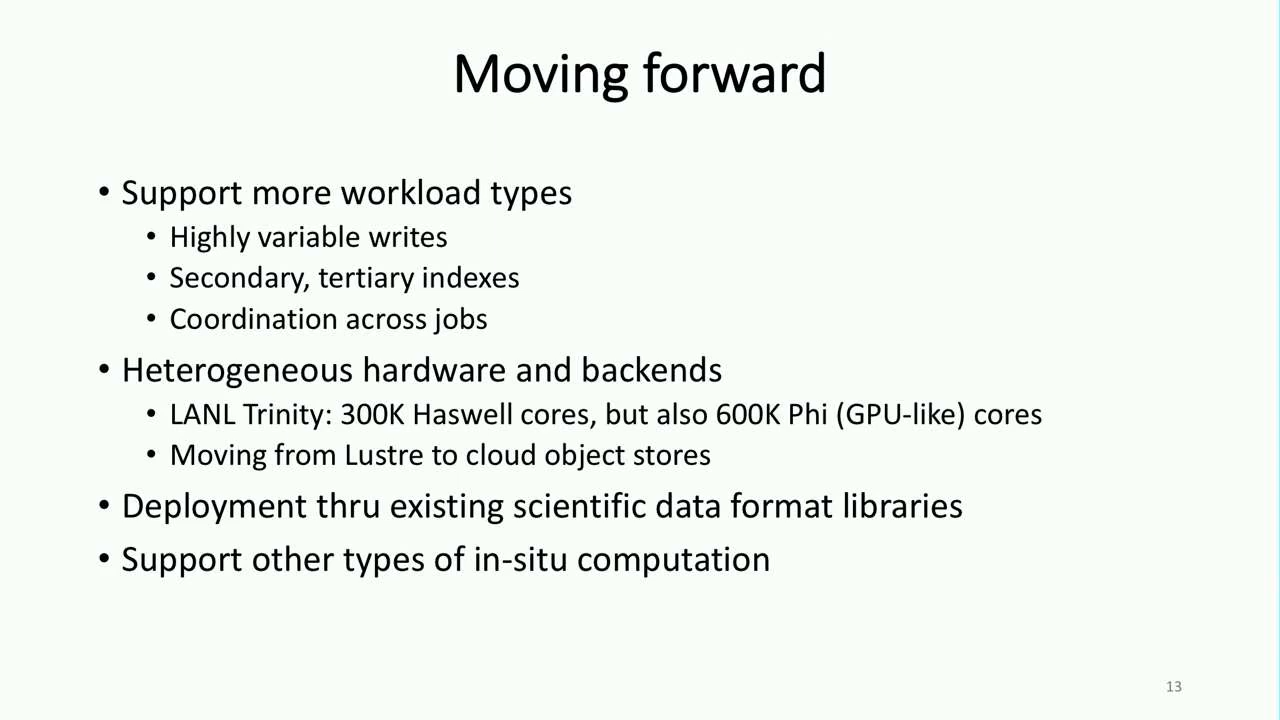 Moving forward
• Support more workload types
• Highly variable writes
• Secondary, tertiary indexes
• Coordination across jobs
• Heterogeneous hardware and backends
• LANL Trinity: 300K Haswell cores, but also 600K Phi (GPU-like) cores
• Moving from Lustre to cloud object stores
• Deployment thru existing scientific data format libraries
• Support other types of in-situ computation
13